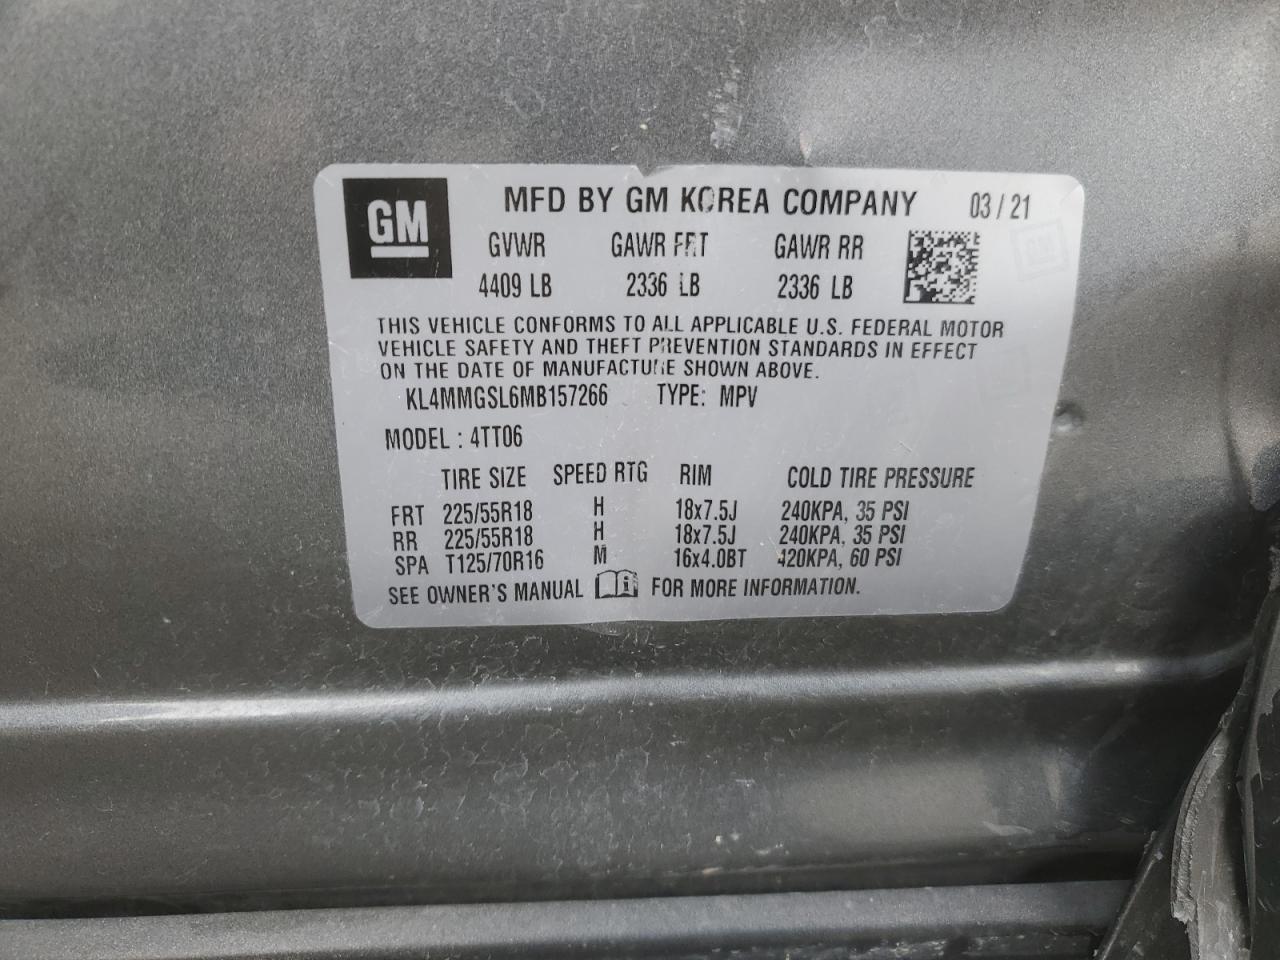 GM MFD BY GM KOREA COMPANY 03/21
GVWR GAWR FRT GAWR RR
4409 LB 2336 LB 2336 LB
THIS VEHICLE CONFORMS TO ALL APPLICABLE U.S. FEDERAL MOTOR
VEHICLE SAFETY AND THEFT PREVENTION STANDARDS IN EFFECT
ON THE DATE OF MANUFACTURE SHOWN ABOVE.
KL4MMGSL6MB157266 TYPE: MPV
MODEL : 4TT06
TIRE SIZE SPEED RTG RIM COLD TIRE PRESSURE
FRT 225/55R18 H 18x7.5J 240KPA, 35 PSI
RR 225/55R18 H 18x7.5J 240KPA, 35 PSI
SPA T125/70R16 M 16x4.0BT 420KPA, 60 PSI
SEE OWNER'S MANUAL FOR MORE INFORMATION.